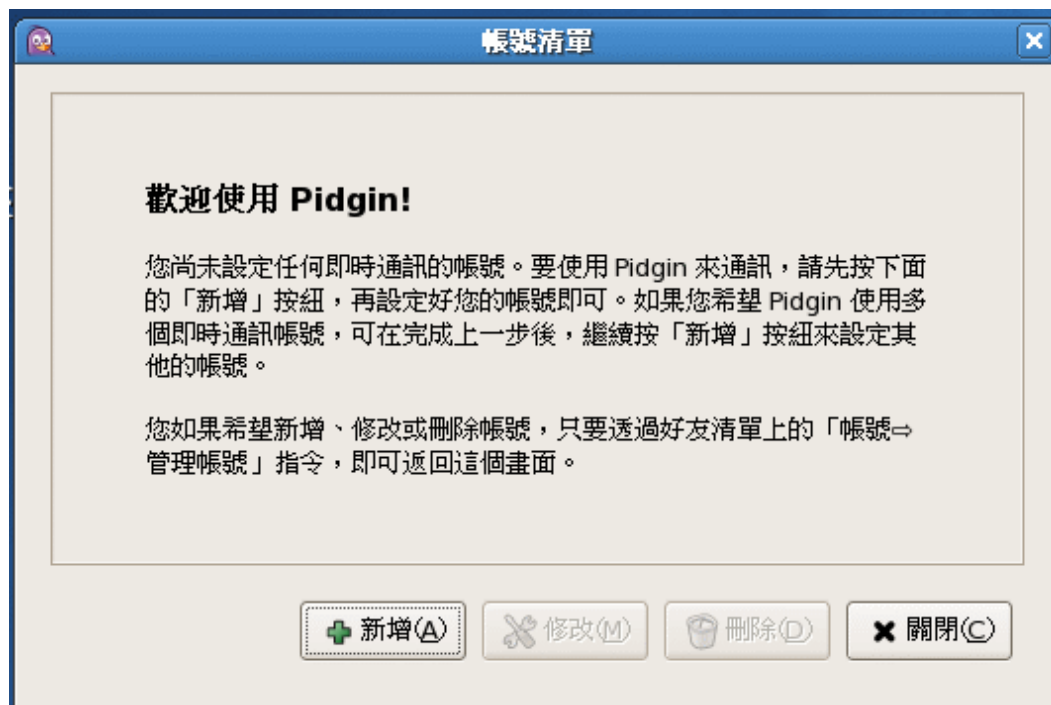 帳號清單
歡迎使用 Pidgin!
您尚未設定任何即時通訊的帳號。要使用 Pidgin 來通訊，請先按下面
的「新增」按鈕，再設定好您的帳號即可。如果您希望 Pidgin 使用多
個即時通訊帳號，可在完成上一步後，繼續按「新增」按鈕來設定其
他的帳號。
您如果希望新增、修改或刪除帳號，只要透過好友清單上的「帳號⇨
管理帳號」指令，即可返回這個畫面。
新增(A) 修改(M) 刪除(D) 關閉(C)